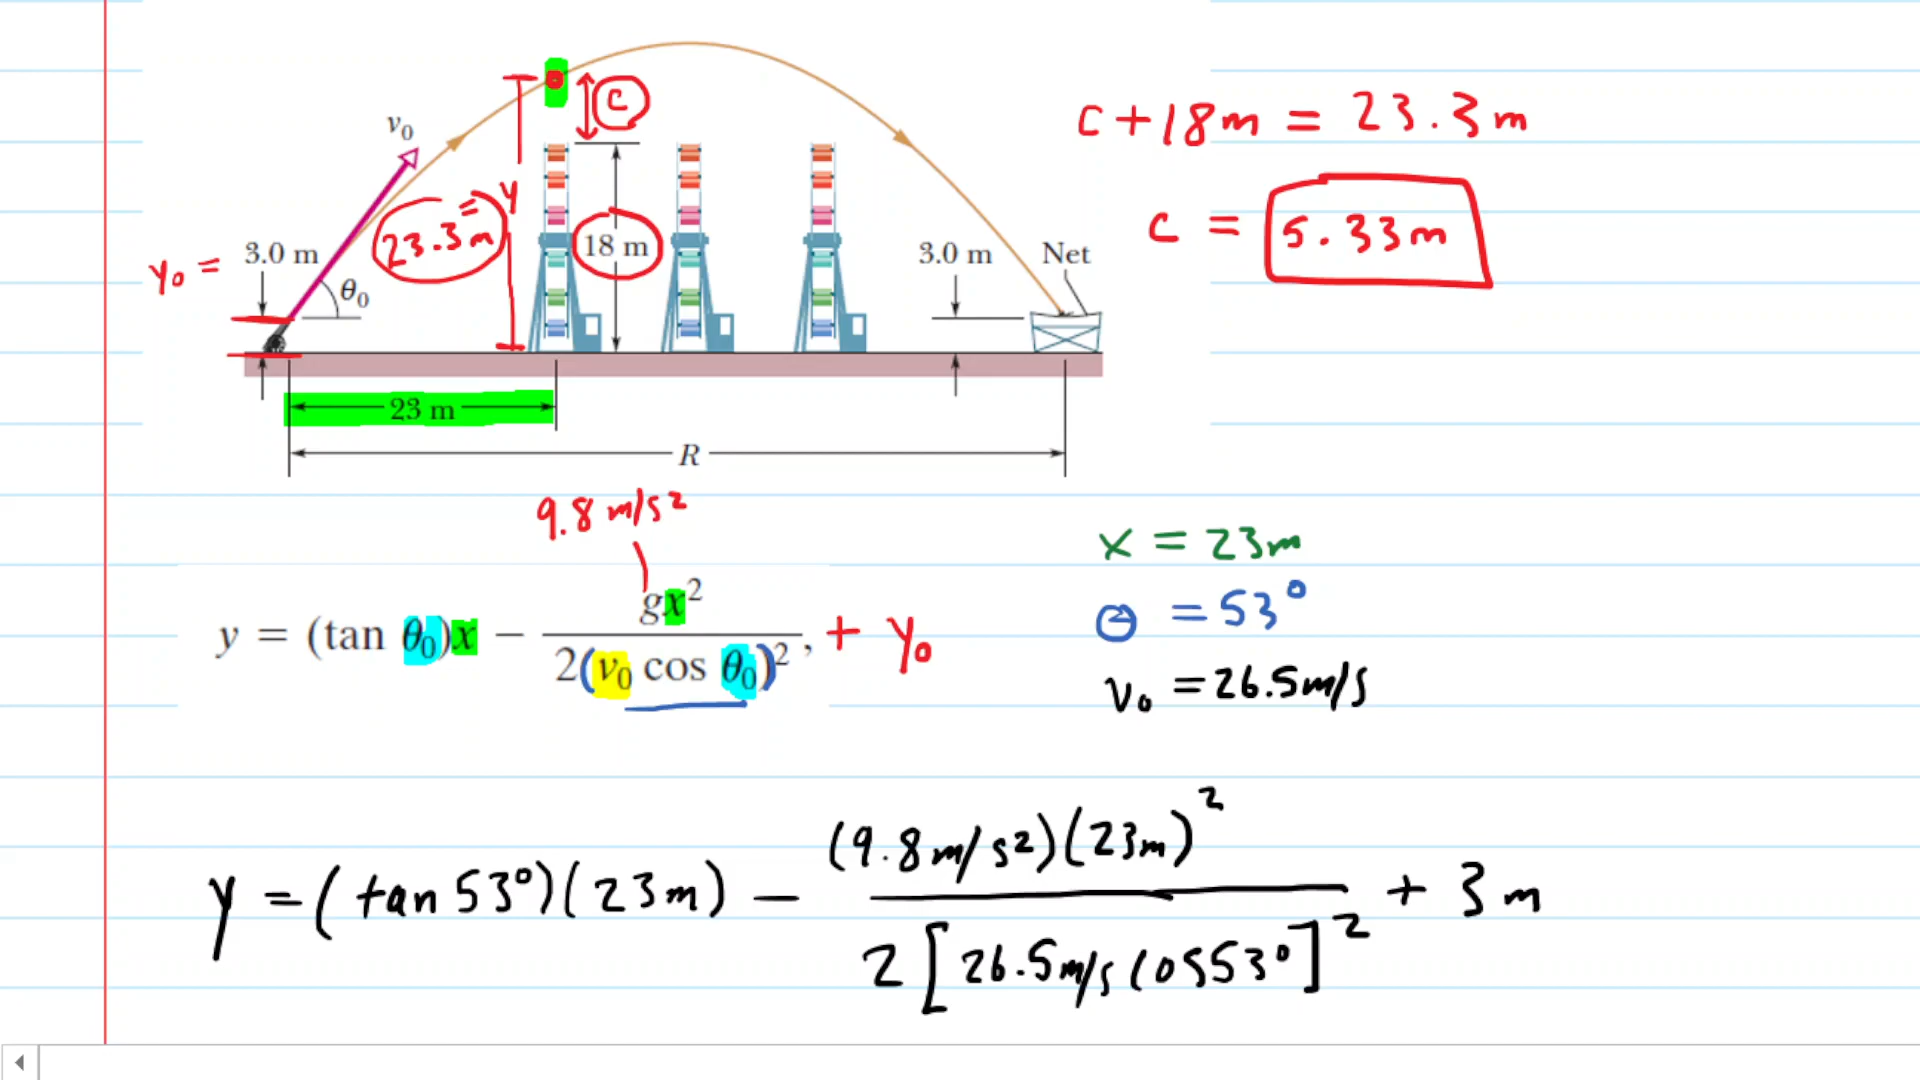 C
C + 18m = 23.3m
v₀
y
=
23.3m
18 m
C = 5.33m
y₀ = 3.0 m
θ₀
3.0 m
Net
23 m
R
9.8 m/s²
x = 23m
θ = 53°
y = (tan θ₀)x − gx² / 2(v₀ cos θ₀)², + y₀
v₀ = 26.5m/s
y = (tan 53°)(23m) − (9.8m/s²)(23m)² / 2[26.5m/s cos53°]² + 3m